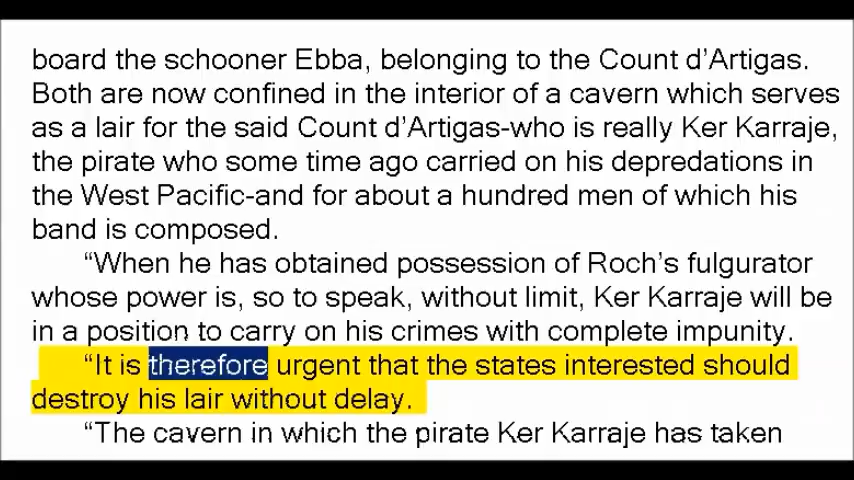 board the schooner Ebba, belonging to the Count d’Artigas.
Both are now confined in the interior of a cavern which serves
as a lair for the said Count d’Artigas-who is really Ker Karraje,
the pirate who some time ago carried on his depredations in
the West Pacific-and for about a hundred men of which his
band is composed.
“When he has obtained possession of Roch’s fulgurator
whose power is, so to speak, without limit, Ker Karraje will be
in a position to carry on his crimes with complete impunity.
“It is therefore urgent that the states interested should
destroy his lair without delay.
“The cavern in which the pirate Ker Karraje has taken